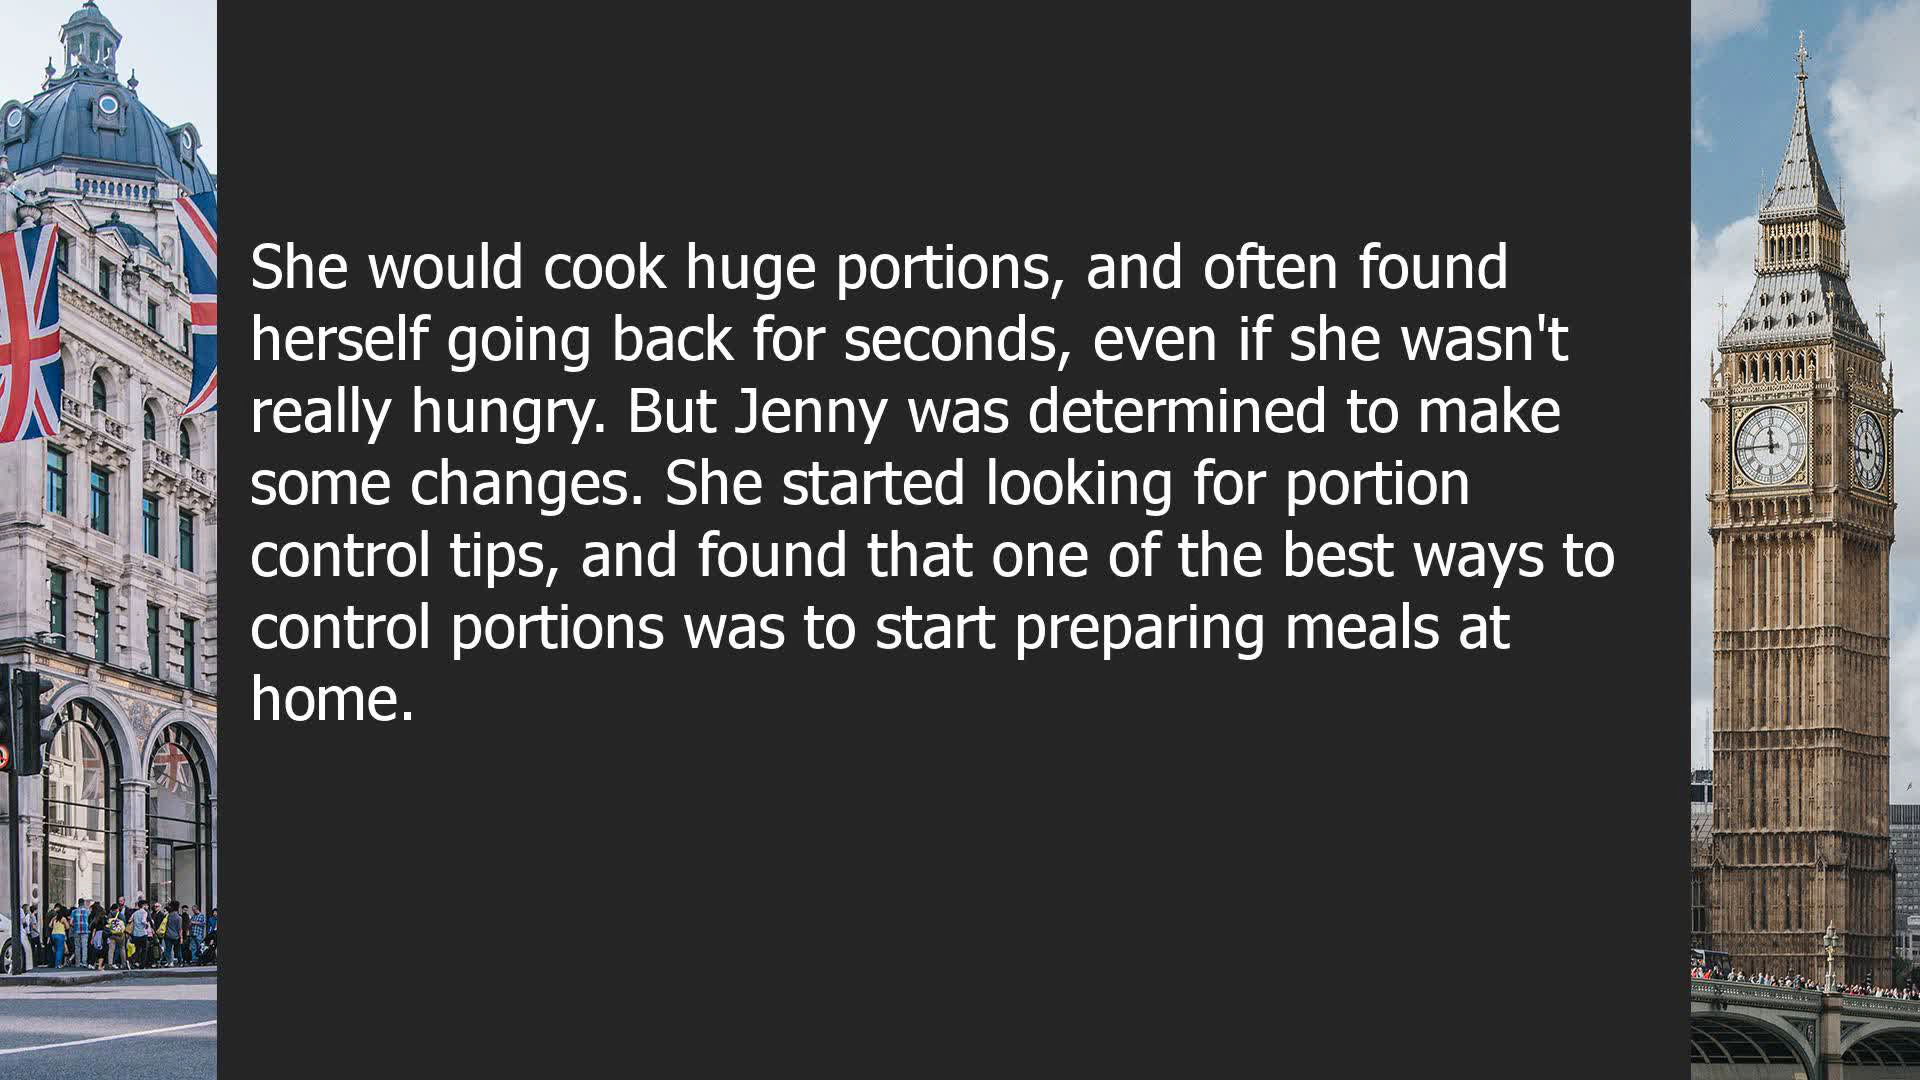 She would cook huge portions, and often found
herself going back for seconds, even if she wasn't
really hungry. But Jenny was determined to make
some changes. She started looking for portion
control tips, and found that one of the best ways to
control portions was to start preparing meals at
home.